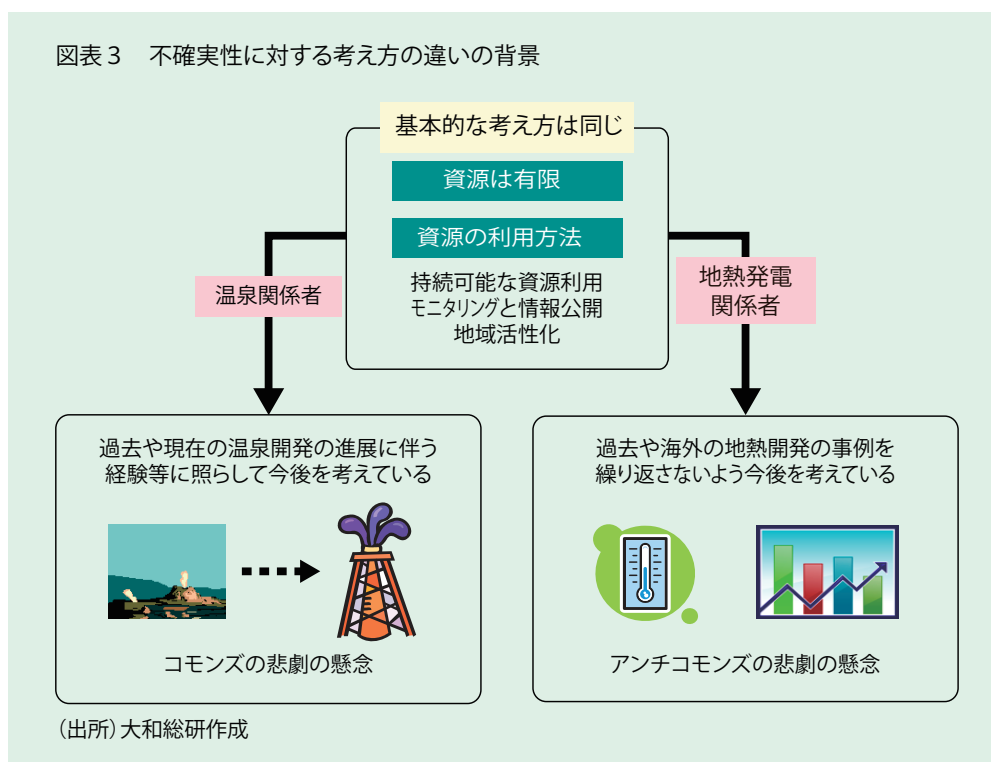 図表3 不確実性に対する考え方の違いの背景
基本的な考え方は同じ
資源は有限
資源の利用方法
持続可能な資源利用
モニタリングと情報公開
地域活性化
温泉関係者
地熱発電
関係者
過去や現在の温泉開発の進展に伴う
経験等に照らして今後を考えている
コモンズの悲劇の懸念
過去や海外の地熱開発の事例を
繰り返さないよう今後を考えている
アンチコモンズの悲劇の懸念
(出所)大和総研作成